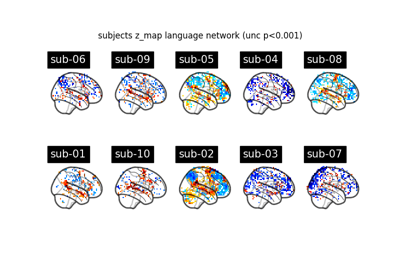 subjects z_map language network (unc p<0.001)
sub-06 sub-09 sub-05 sub-04 sub-08
sub-01 sub-10 sub-02 sub-03 sub-07